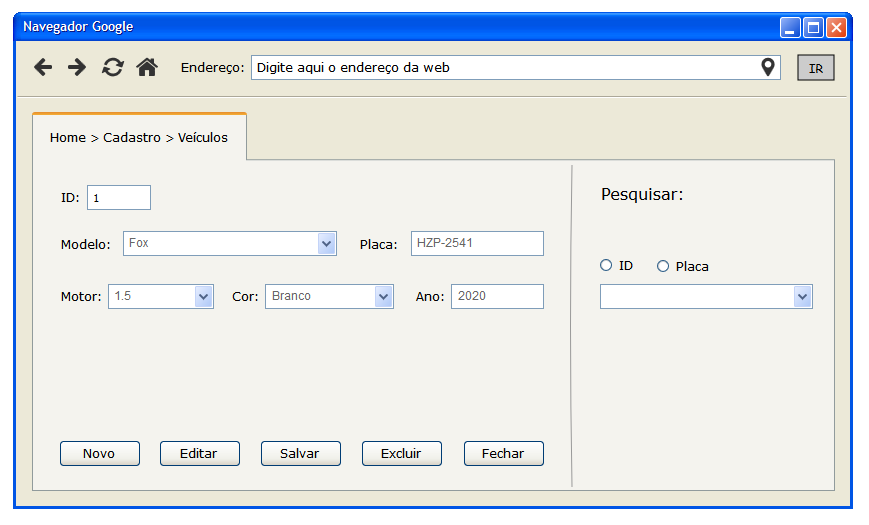 Navegador Google
Endereço: Digite aqui o endereço da web IR
Home > Cadastro > Veículos
ID: 1
Pesquisar:
Modelo: Fox Placa: HZP-2541
ID Placa
Motor: 1.5 Cor: Branco Ano: 2020
Novo Editar Salvar Excluir Fechar